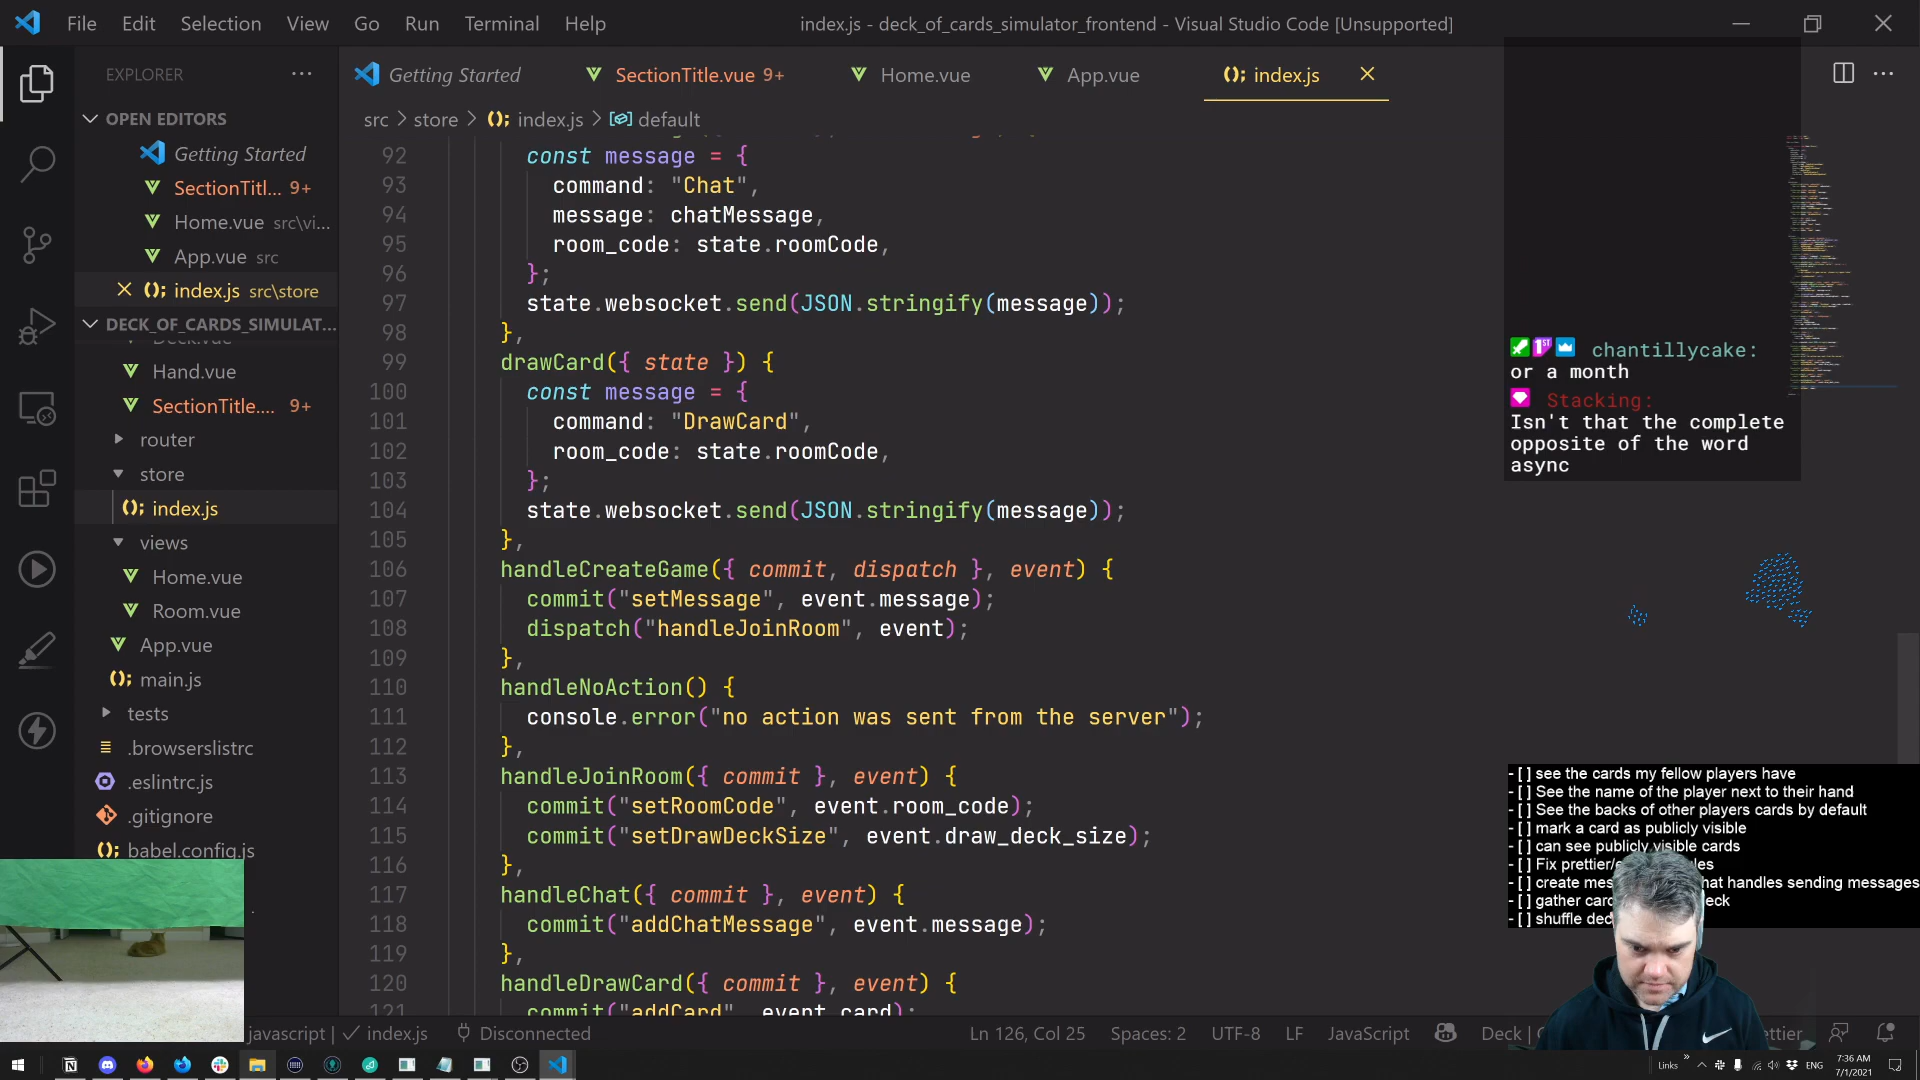 File Edit Selection View Go Run Terminal Help
index.js - deck_of_cards_simulator_frontend - Visual Studio Code [Unsupported]
EXPLORER
Getting Started
SectionTitle.vue 9+
Home.vue
App.vue
index.js
OPEN EDITORS
Getting Started
SectionTitl... 9+
Home.vue src\vi...
App.vue src
index.js src\store
DECK_OF_CARDS_SIMULAT...
Deck.vue
Hand.vue
SectionTitle.... 9+
router
store
index.js
views
Home.vue
Room.vue
App.vue
main.js
tests
.browserslistrc
.eslintrc.js
.gitignore
babel.config.js
src > store > index.js > default
92 const message = {
93 command: "Chat",
94 message: chatMessage,
95 room_code: state.roomCode,
96 };
97 state.websocket.send(JSON.stringify(message));
98 },
99 drawCard({ state }) {
100 const message = {
101 command: "DrawCard",
102 room_code: state.roomCode,
103 };
104 state.websocket.send(JSON.stringify(message));
105 },
106 handleCreateGame({ commit, dispatch }, event) {
107 commit("setMessage", event.message);
108 dispatch("handleJoinRoom", event);
109 },
110 handleNoAction() {
111 console.error("no action was sent from the server");
112 },
113 handleJoinRoom({ commit }, event) {
114 commit("setRoomCode", event.room_code);
115 commit("setDrawDeckSize", event.draw_deck_size);
116 },
117 handleChat({ commit }, event) {
118 commit("addChatMessage", event.message);
119 },
120 handleDrawCard({ commit }, event) {
121 commit("addCard", event.card);
chantillycake:
or a month
Stacking:
Isn't that the complete
opposite of the word
async
- [ ] see the cards my fellow players have
- [ ] See the name of the player next to their hand
- [ ] See the backs of other players cards by default
- [ ] mark a card as publicly visible
- [ ] can see publicly visible cards
- [ ] Fix prettier/
- [ ] create handles sending messages
- [ ] gather
- [ ] shuffle
javascript | ✓ index.js Disconnected
Ln 126, Col 25 Spaces: 2 UTF-8 LF JavaScript Deck |
Links ENG 7:36 AM
7/1/2021